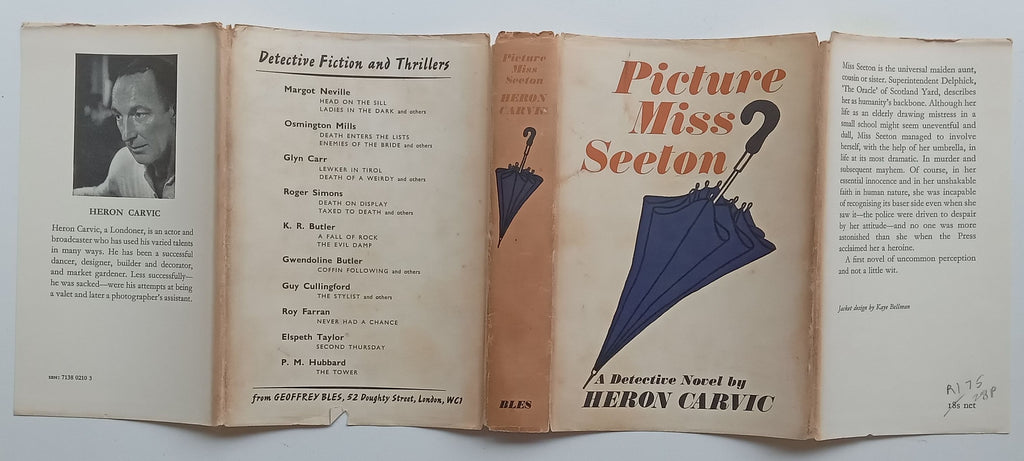 HERON CARVIC
Heron Carvic, a Londoner, is an actor and
broadcaster who has used his varied talents
in many ways. He has been a successful
dancer, designer, builder and decorator,
and market gardener. Less successfully—
he was sacked—were his attempts at being
a valet and later a photographer's assistant.
SBN: 7138 0210 3
Detective Fiction and Thrillers
Margot Neville
HEAD ON THE SILL
LADIES IN THE DARK and others
Osmington Mills
DEATH ENTERS THE LISTS
ENEMIES OF THE BRIDE and others
Glyn Carr
LEWKER IN TIROL
DEATH OF A WEIRDY and others
Roger Simons
DEATH ON DISPLAY
TAXED TO DEATH and others
K. R. Butler
A FALL OF ROCK
THE EVIL DAMP
Gwendoline Butler
COFFIN FOLLOWING and others
Guy Cullingford
THE STYLIST and others
Roy Farran
NEVER HAD A CHANCE
Elspeth Taylor
SECOND THURSDAY
P. M. Hubbard
THE TOWER
from GEOFFREY BLES, 52 Doughty Street, London, WC1
Picture
Miss
Seeton
HERON
CARVIC
BLES
Picture
Miss
Seeton
A Detective Novel by
HERON CARVIC
Miss Seeton is the universal maiden aunt,
cousin or sister. Superintendent Delphick,
'The Oracle' of Scotland Yard, describes
her as humanity's backbone. Although her
life as an elderly drawing mistress in a
small school might seem uneventful and
dull, Miss Seeton managed to involve
herself, with the help of her umbrella, in
life at its most dramatic. In murder and
subsequent mayhem. Of course, in her
essential innocence and in her unshakable
faith in human nature, she was incapable
of recognising its baser side even when she
saw it—the police were driven to despair
by her attitude—and no one was more
astonished than she when the Press
acclaimed her a heroine.
A first novel of uncommon perception
and not a little wit.
Jacket design by Kaye Bellman
18s net